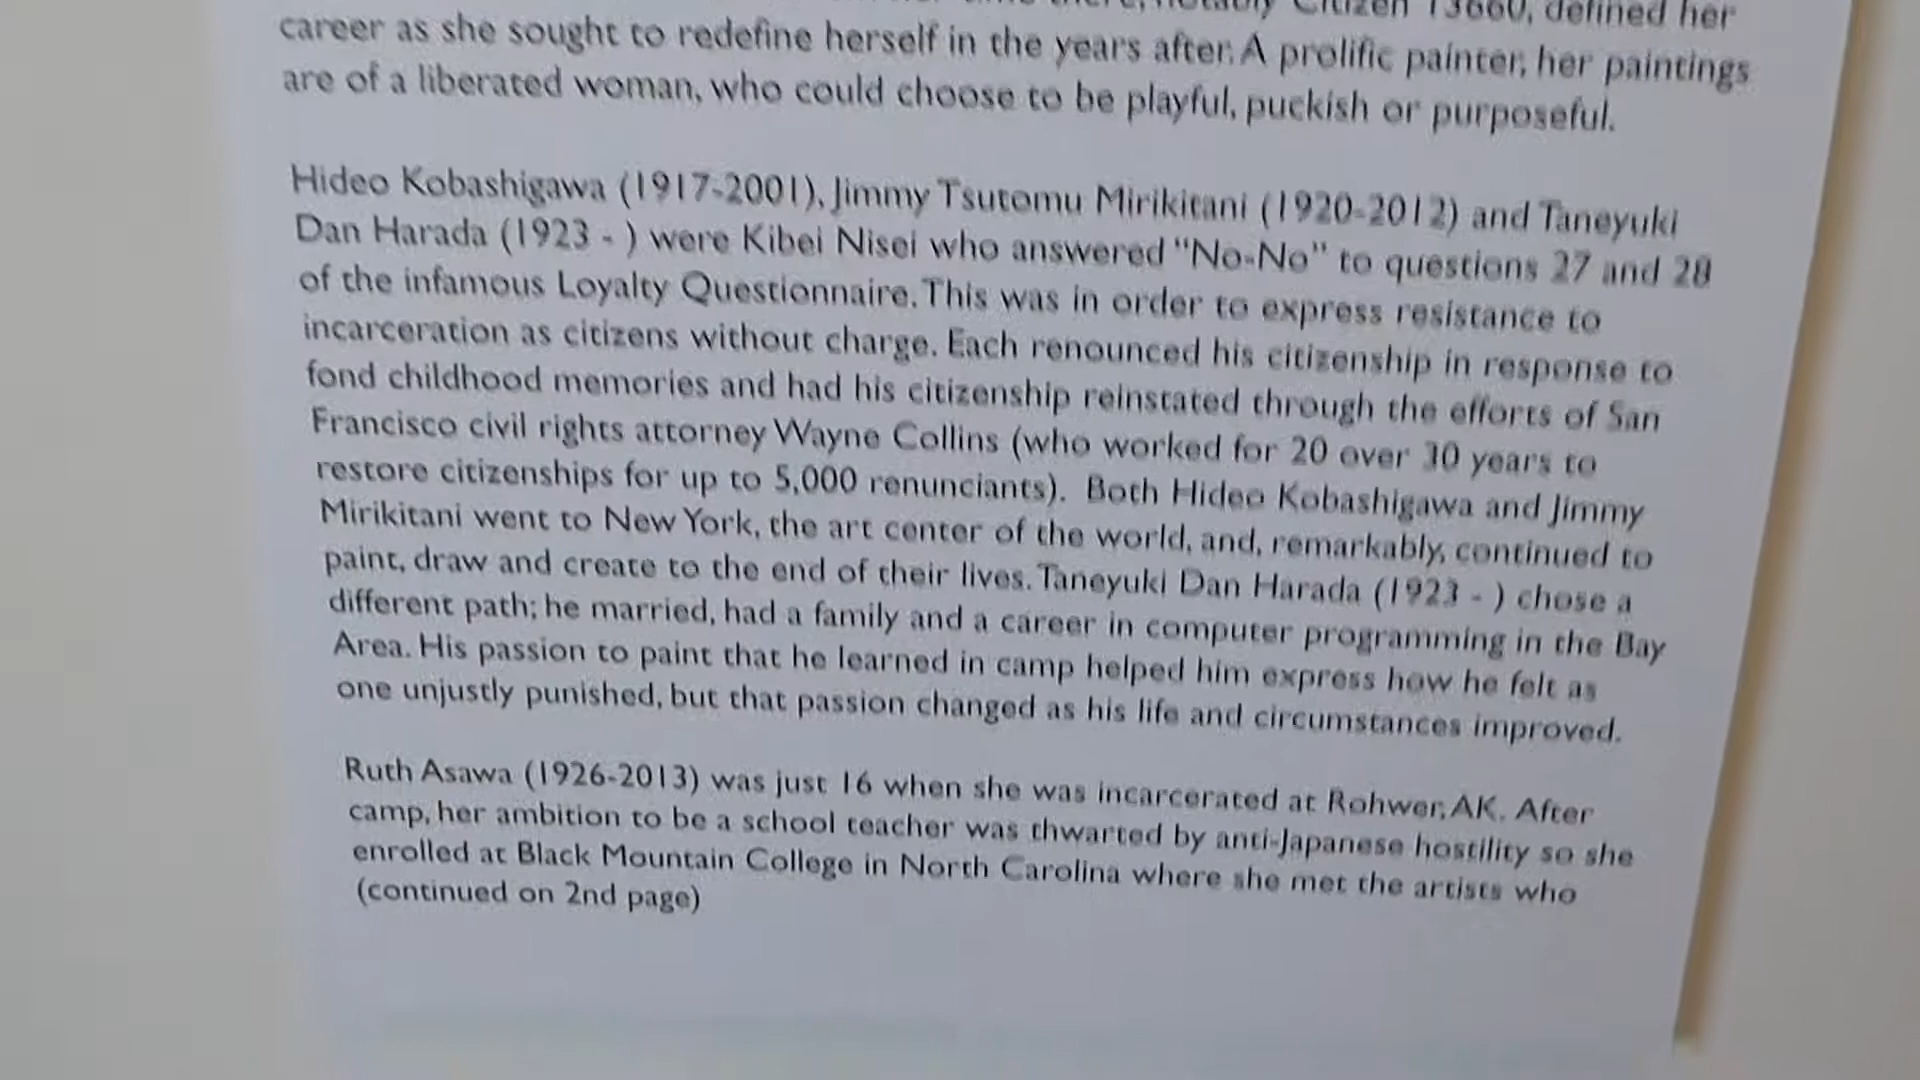 notably Citizen 13660, defined her
career as she sought to redefine herself in the years after. A prolific painter, her paintings
are of a liberated woman, who could choose to be playful, puckish or purposeful.
Hideo Kobashigawa (1917-2001), Jimmy Tsutomu Mirikitani (1920-2012) and Taneyuki
Dan Harada (1923 - ) were Kibei Nisei who answered "No-No" to questions 27 and 28
of the infamous Loyalty Questionnaire. This was in order to express resistance to
incarceration as citizens without charge. Each renounced his citizenship in response to
fond childhood memories and had his citizenship reinstated through the efforts of San
Francisco civil rights attorney Wayne Collins (who worked for 20 over 30 years to
restore citizenships for up to 5,000 renunciants). Both Hideo Kobashigawa and Jimmy
Mirikitani went to New York, the art center of the world, and, remarkably, continued to
paint, draw and create to the end of their lives. Taneyuki Dan Harada (1923 - ) chose a
different path; he married, had a family and a career in computer programming in the Bay
Area. His passion to paint that he learned in camp helped him express how he felt as
one unjustly punished, but that passion changed as his life and circumstances improved.
Ruth Asawa (1926-2013) was just 16 when she was incarcerated at Rohwer, AK. After
camp, her ambition to be a school teacher was thwarted by anti-Japanese hostility so she
enrolled at Black Mountain College in North Carolina where she met the artists who
(continued on 2nd page)